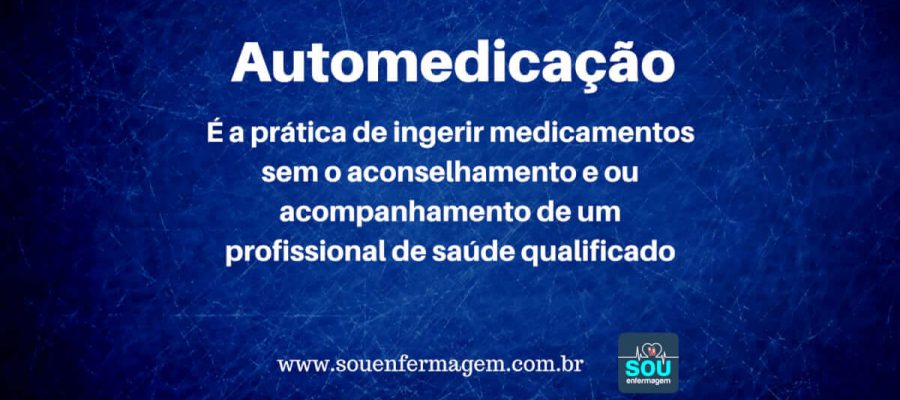 Automedicação
É a prática de ingerir medicamentos
sem o aconselhamento e ou
acompanhamento de um
profissional de saúde qualificado
www.souenfermagem.com.br
SOU
enfermagem